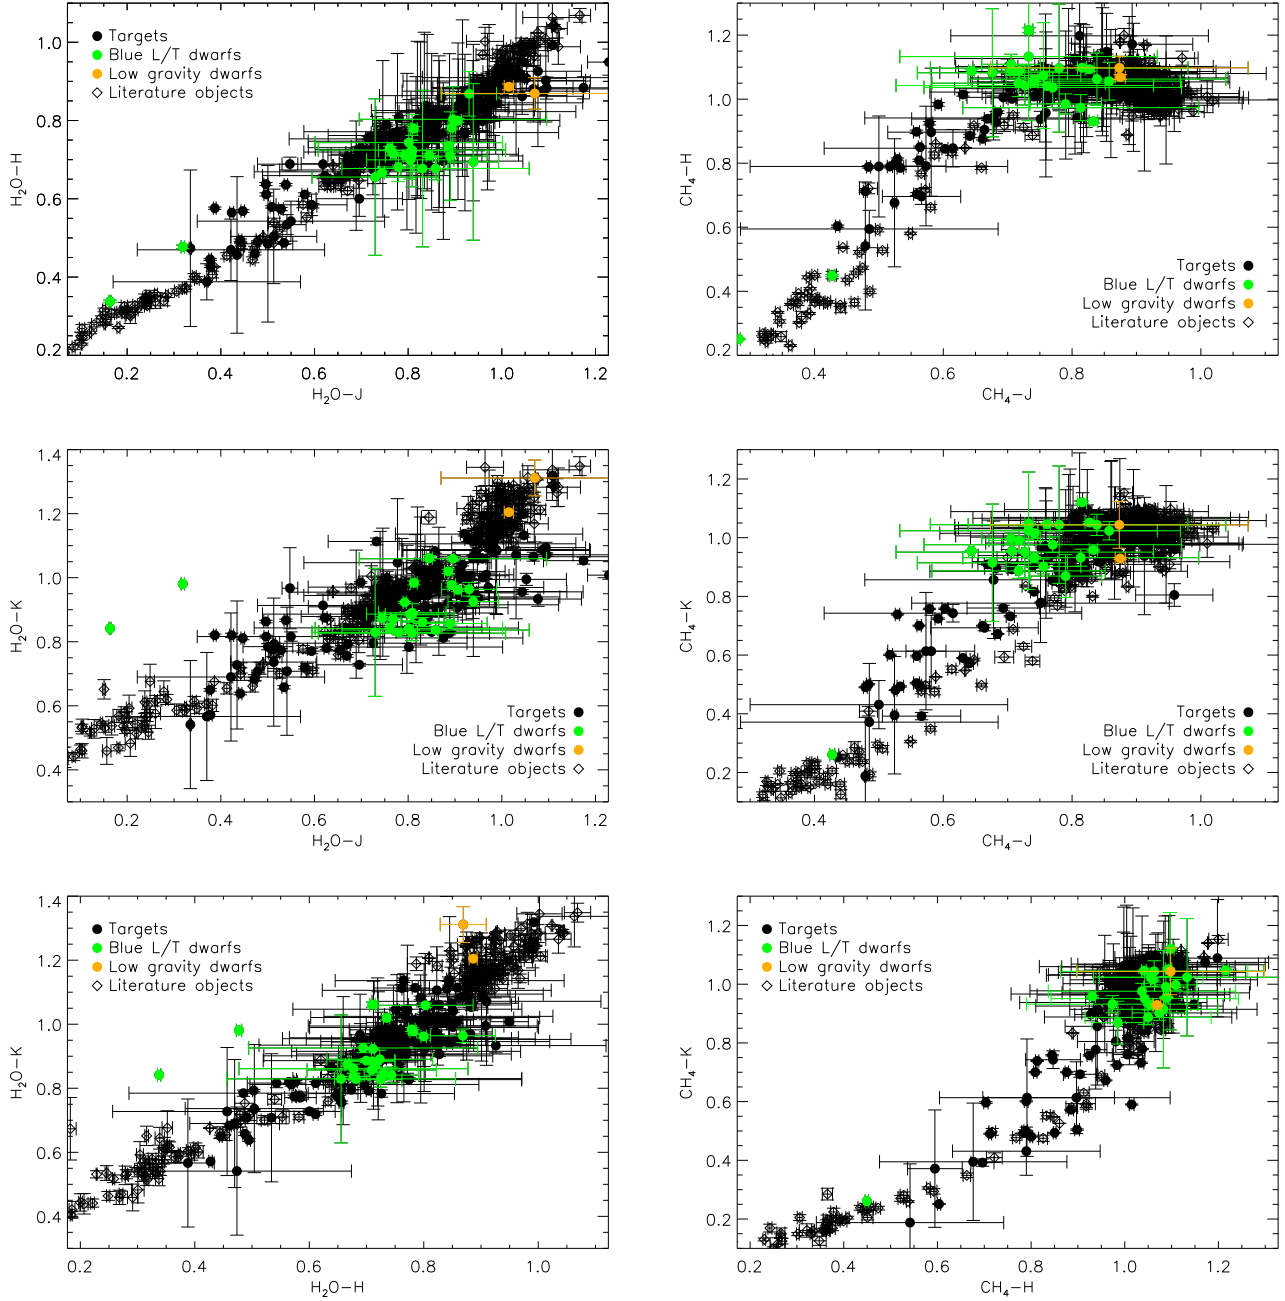 Targets
Blue L/T dwarfs
Low gravity dwarfs
Literature objects
1.0
0.8
0.6
0.4
0.2
H₂O−H
0.2 0.4 0.6 0.8 1.0 1.2
H₂O−J
1.2
1.0
0.8
0.6
0.4
0.2
CH₄−H
Targets
Blue L/T dwarfs
Low gravity dwarfs
Literature objects
0.4 0.6 0.8 1.0
CH₄−J
1.4
1.2
1.0
0.8
0.6
0.4
H₂O−K
Targets
Blue L/T dwarfs
Low gravity dwarfs
Literature objects
0.2 0.4 0.6 0.8 1.0 1.2
H₂O−J
1.2
1.0
0.8
0.6
0.4
0.2
CH₄−K
Targets
Blue L/T dwarfs
Low gravity dwarfs
Literature objects
0.4 0.6 0.8 1.0
CH₄−J
Targets
Blue L/T dwarfs
Low gravity dwarfs
Literature objects
1.4
1.2
1.0
0.8
0.6
0.4
H₂O−K
0.2 0.4 0.6 0.8 1.0
H₂O−H
Targets
Blue L/T dwarfs
Low gravity dwarfs
Literature objects
1.2
1.0
0.8
0.6
0.4
0.2
CH₄−K
0.4 0.6 0.8 1.0 1.2
CH₄−H